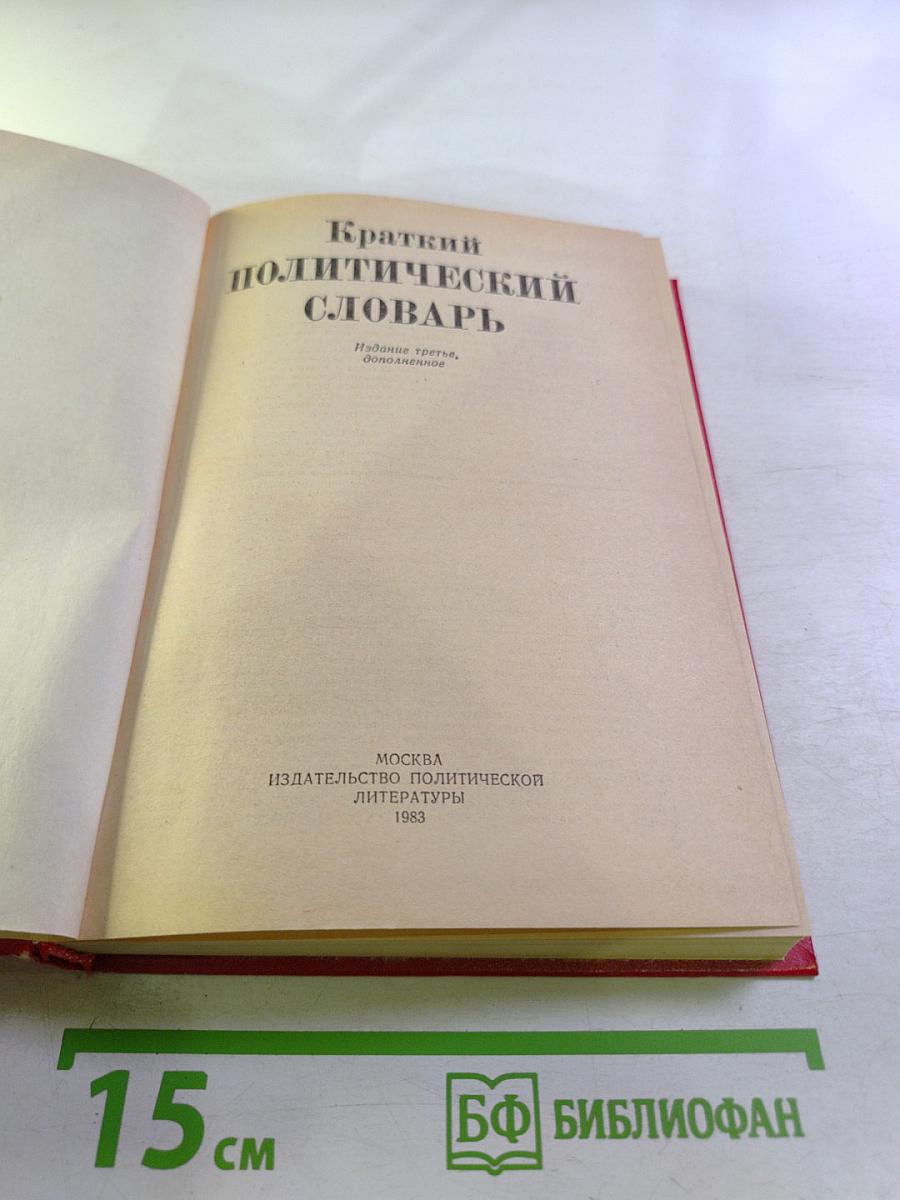 Краткий
ПОЛИТИЧЕСКИЙ
СЛОВАРЬ
Издание третье,
дополненное
МОСКВА
ИЗДАТЕЛЬСТВО ПОЛИТИЧЕСКОЙ
ЛИТЕРАТУРЫ
1983
15 см
БФ БИБЛИОФАН